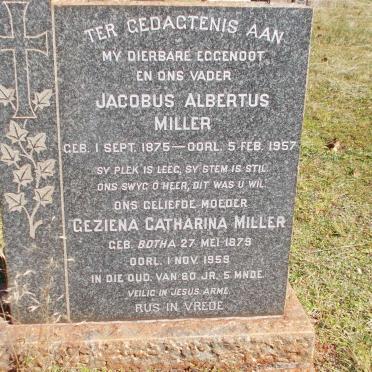 TER GEDAGTENIS AAN
MY DIERBARE EGGENOOT
EN ONS VADER
JACOBUS ALBERTUS
MILLER
GEB. 1 SEPT. 1875 — OORL. 5 FEB. 1957
SY PLEK IS LEEG, SY STEM IS STIL
ONS SWYG O HEER, DIT WAS U WIL.
ONS GELIEFDE MOEDER
GEZIENA CATHARINA MILLER
GEB. BOTHA 27 MEI 1879
OORL. 1 NOV 1959
IN DIE OUD. VAN 80 JR. 5 MNDE.
VEILIG IN JESUS ARME
RUS IN VREDE